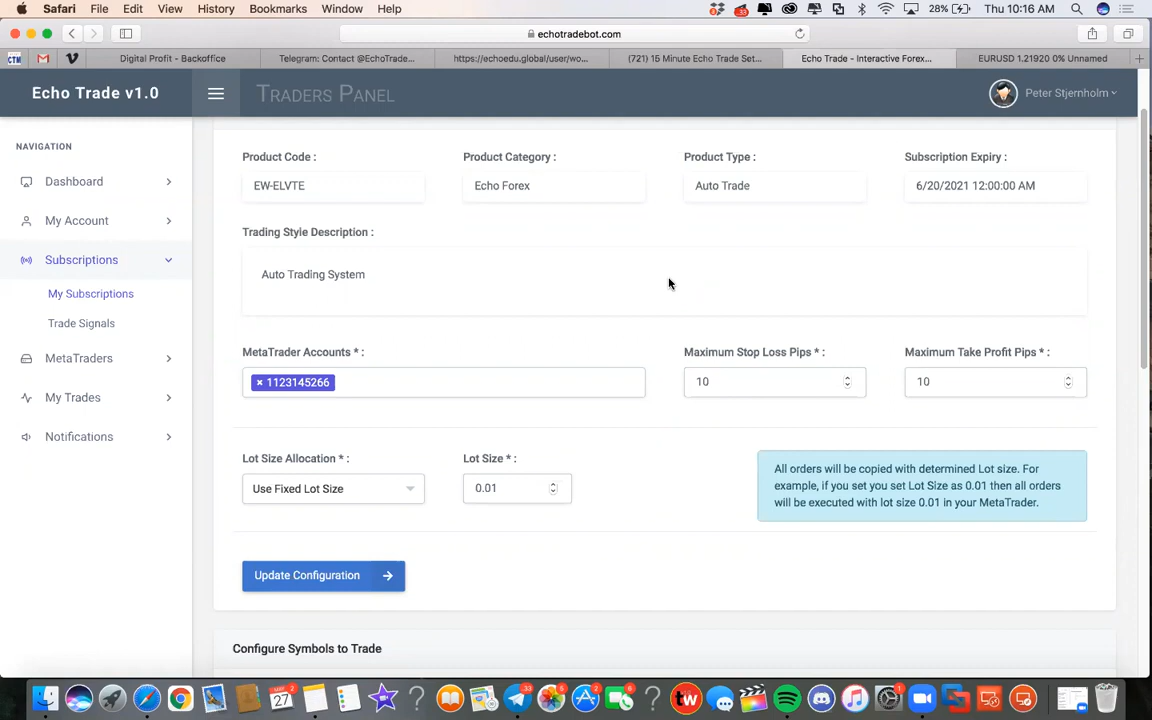 Safari File Edit View History Bookmarks Window Help
33 28% Thu 10:16 AM
echotradebot.com
CTM Digital Profit - Backoffice Telegram: Contact @EchoTrade... https://echoedu.global/user/wo... (721) 15 Minute Echo Trade Set... Echo Trade - Interactive Forex... EURUSD 1.21920 0% Unnamed
Echo Trade v1.0 TRADERS PANEL Peter Stjernholm
NAVIGATION
Dashboard
My Account
Subscriptions
My Subscriptions
Trade Signals
MetaTraders
My Trades
Notifications
Product Code : Product Category : Product Type : Subscription Expiry :
EW-ELVTE Echo Forex Auto Trade 6/20/2021 12:00:00 AM
Trading Style Description :
Auto Trading System
MetaTrader Accounts * : Maximum Stop Loss Pips * : Maximum Take Profit Pips * :
× 1123145266 10 10
Lot Size Allocation * : Lot Size * :
Use Fixed Lot Size 0.01
All orders will be copied with determined Lot size. For
example, if you set you set Lot Size as 0.01 then all orders
will be executed with lot size 0.01 in your MetaTrader.
Update Configuration
Configure Symbols to Trade
27
tw